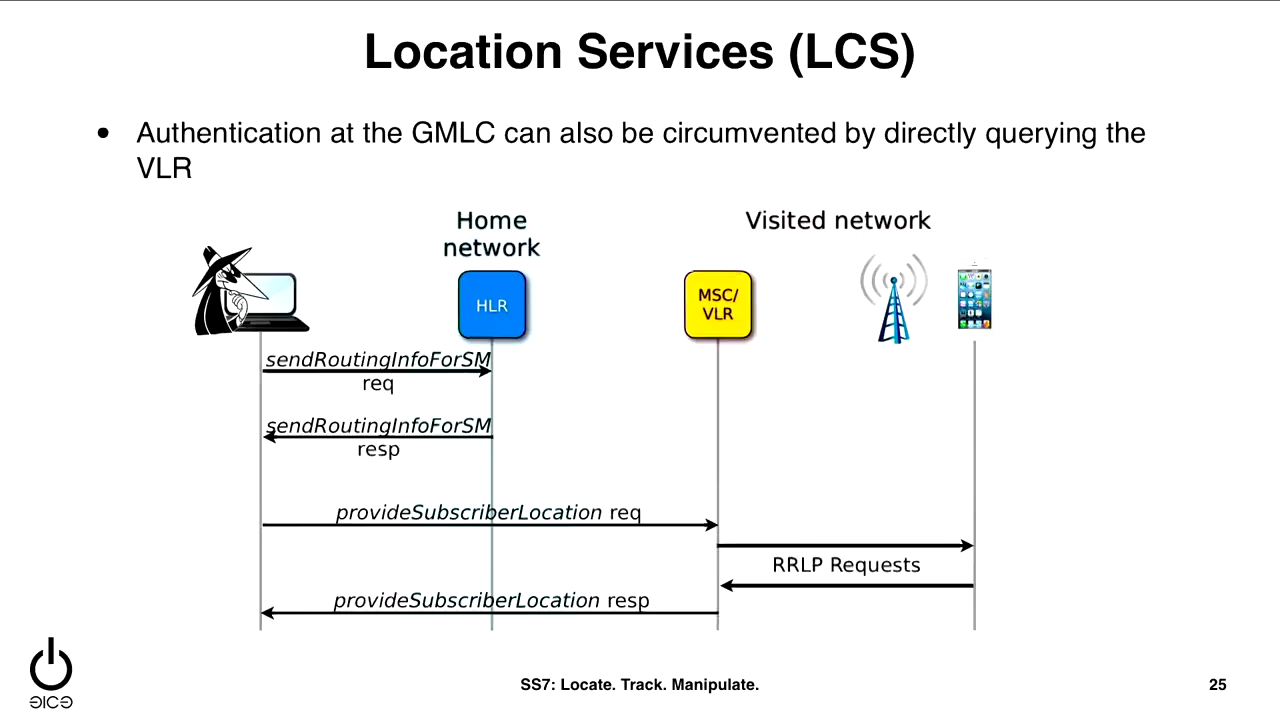 Location Services (LCS)
• Authentication at the GMLC can also be circumvented by directly querying the
VLR
Home
network
Visited network
HLR
MSC/
VLR
sendRoutingInfoForSM
req
sendRoutingInfoForSM
resp
provideSubscriberLocation req
RRLP Requests
provideSubscriberLocation resp
SS7: Locate. Track. Manipulate.
25